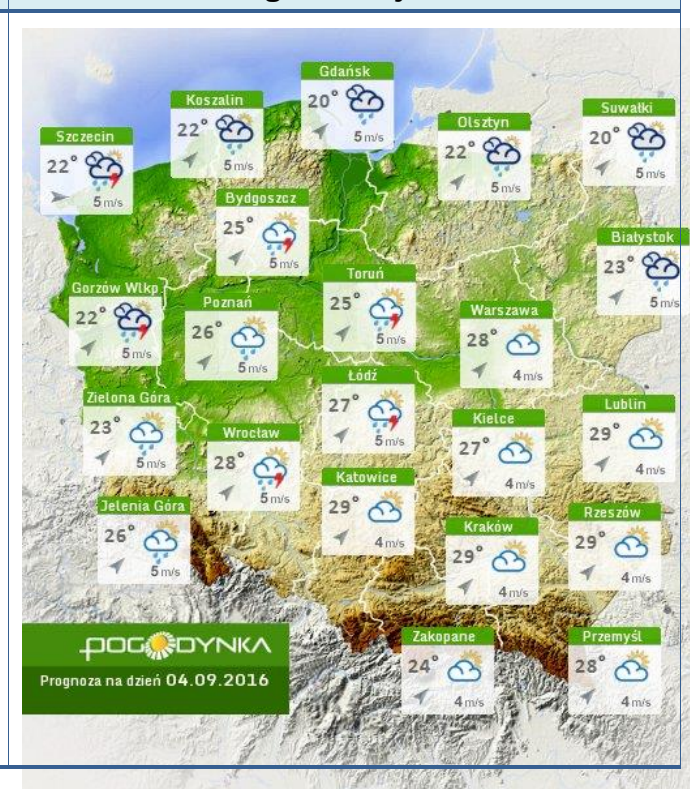 Gdańsk
20°
5 m/s
Koszalin
22°
5 m/s
Suwałki
20°
5 m/s
Olsztyn
22°
5 m/s
Szczecin
22°
5 m/s
Bydgoszcz
25°
5 m/s
Białystok
23°
5 m/s
Toruń
25°
5 m/s
Gorzów Wlkp
22°
5 m/s
Poznań
26°
5 m/s
Warszawa
28°
4 m/s
Łódź
27°
5 m/s
Zielona Góra
23°
5 m/s
Lublin
29°
4 m/s
Kielce
27°
4 m/s
Wrocław
28°
5 m/s
Katowice
29°
4 m/s
Jelenia Góra
26°
5 m/s
Rzeszów
29°
4 m/s
Kraków
29°
4 m/s
Zakopane
24°
4 m/s
Przemyśl
28°
4 m/s
POGODYNKA
Prognoza na dzień 04.09.2016